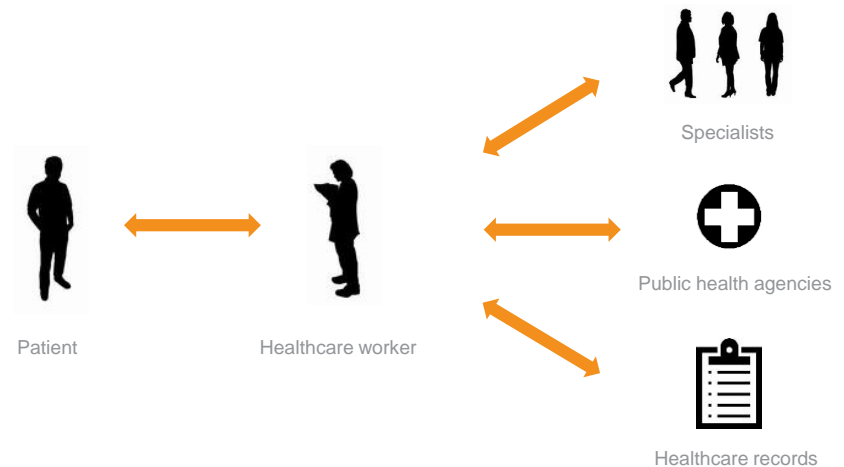 Specialists
Public health agencies
Patient
Healthcare worker
Healthcare records